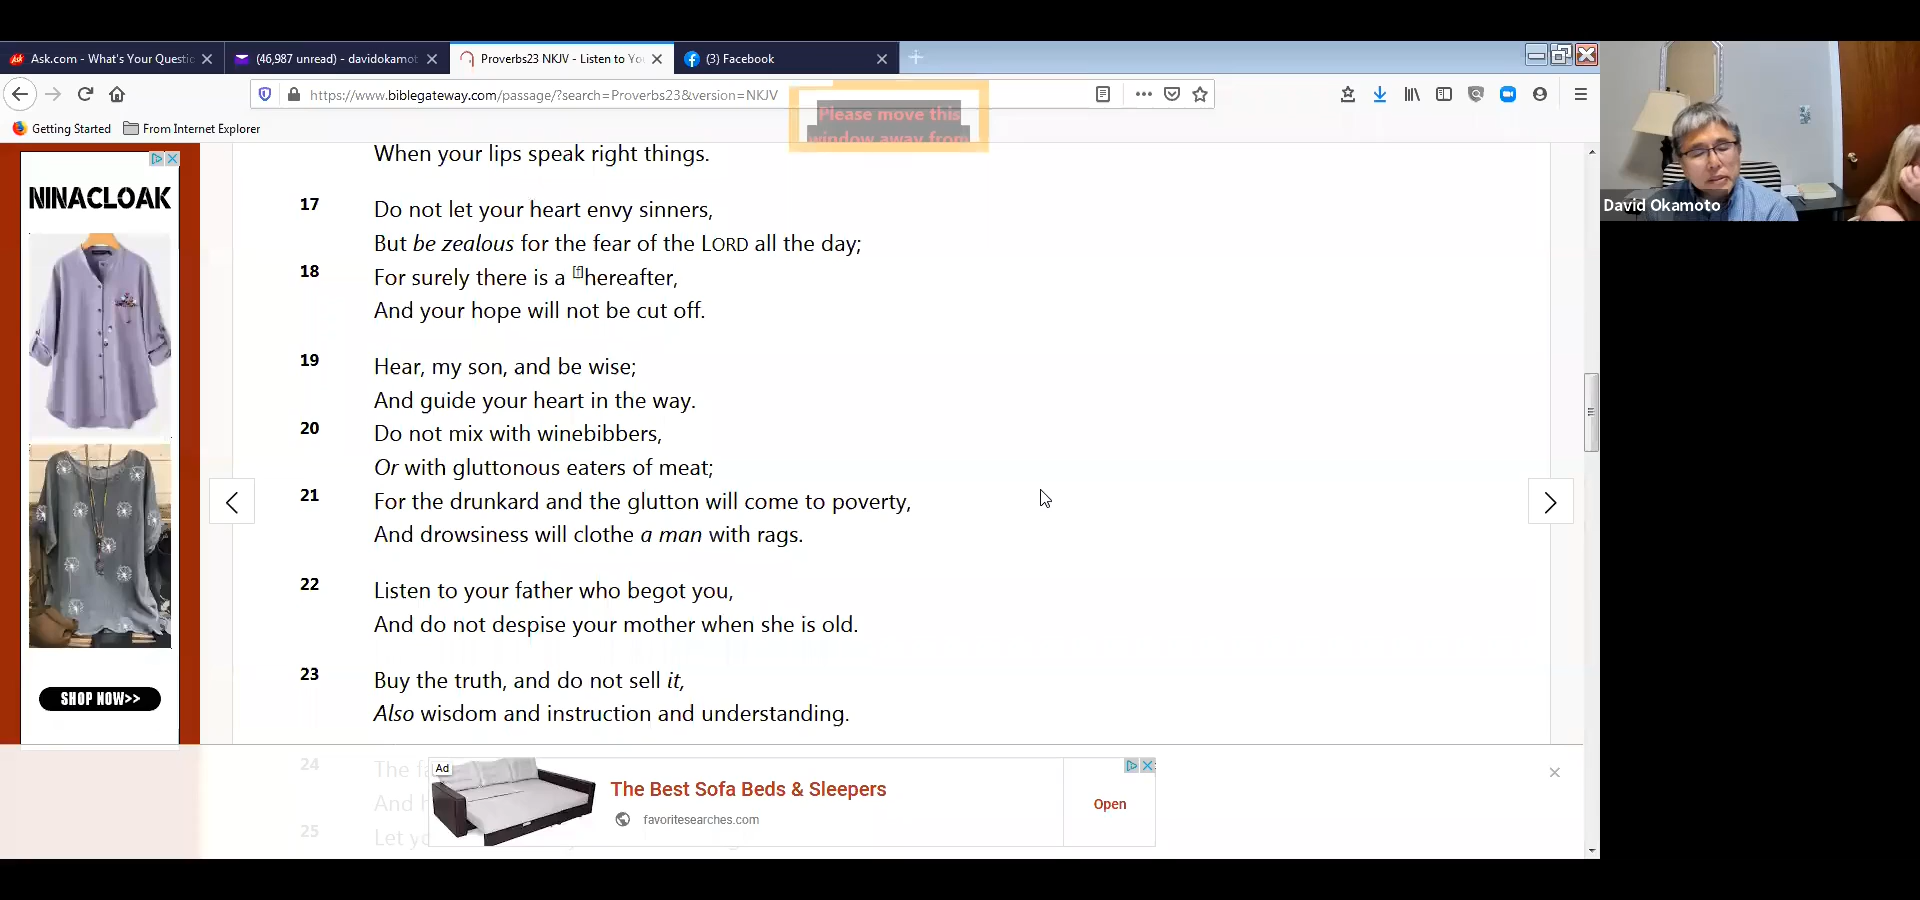 Ask.com - What's Your Questic
(46,987 unread) - davidokamot
Proverbs23 NKJV - Listen to Yo
(3) Facebook
https://www.biblegateway.com/passage/?search=Proverbs23&version=NKJV
Please move this
window away from
Getting Started
From Internet Explorer
David Okamoto
NINACLOAK
SHOP NOW>>
When your lips speak right things.
17 Do not let your heart envy sinners,
But be zealous for the fear of the LORD all the day;
18 For surely there is a [f]hereafter,
And your hope will not be cut off.
19 Hear, my son, and be wise;
And guide your heart in the way.
20 Do not mix with winebibbers,
Or with gluttonous eaters of meat;
21 For the drunkard and the glutton will come to poverty,
And drowsiness will clothe a man with rags.
22 Listen to your father who begot you,
And do not despise your mother when she is old.
23 Buy the truth, and do not sell it,
Also wisdom and instruction and understanding.
24 The
And
25 Let
Ad
The Best Sofa Beds & Sleepers
favoritesearches.com
Open